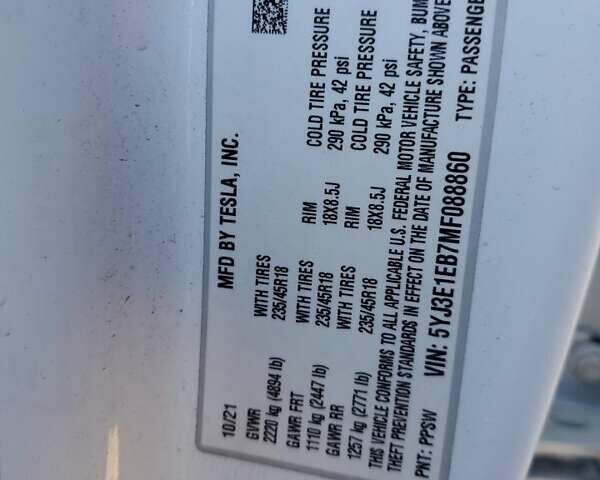 MFD BY TESLA, INC.
10/21
GVWR WITH TIRES RIM COLD TIRE PRESSURE
2220 kg (4894 lb) 235/45R18 18X8.5J 290 kPa, 42 psi
GAWR FRT WITH TIRES RIM COLD TIRE PRESSURE
1110 kg (2447 lb) 235/45R18 18X8.5J 290 kPa, 42 psi
GAWR RR WITH TIRES
1257 kg (2771 lb) 235/45R18
THIS VEHICLE CONFORMS TO ALL APPLICABLE U.S. FEDERAL MOTOR VEHICLE SAFETY, BUM
THEFT PREVENTION STANDARDS IN EFFECT ON THE DATE OF MANUFACTURE SHOWN ABOVE
VIN: 5YJ3E1EB7MF088860
PNT: PPSW TYPE: PASSENGE